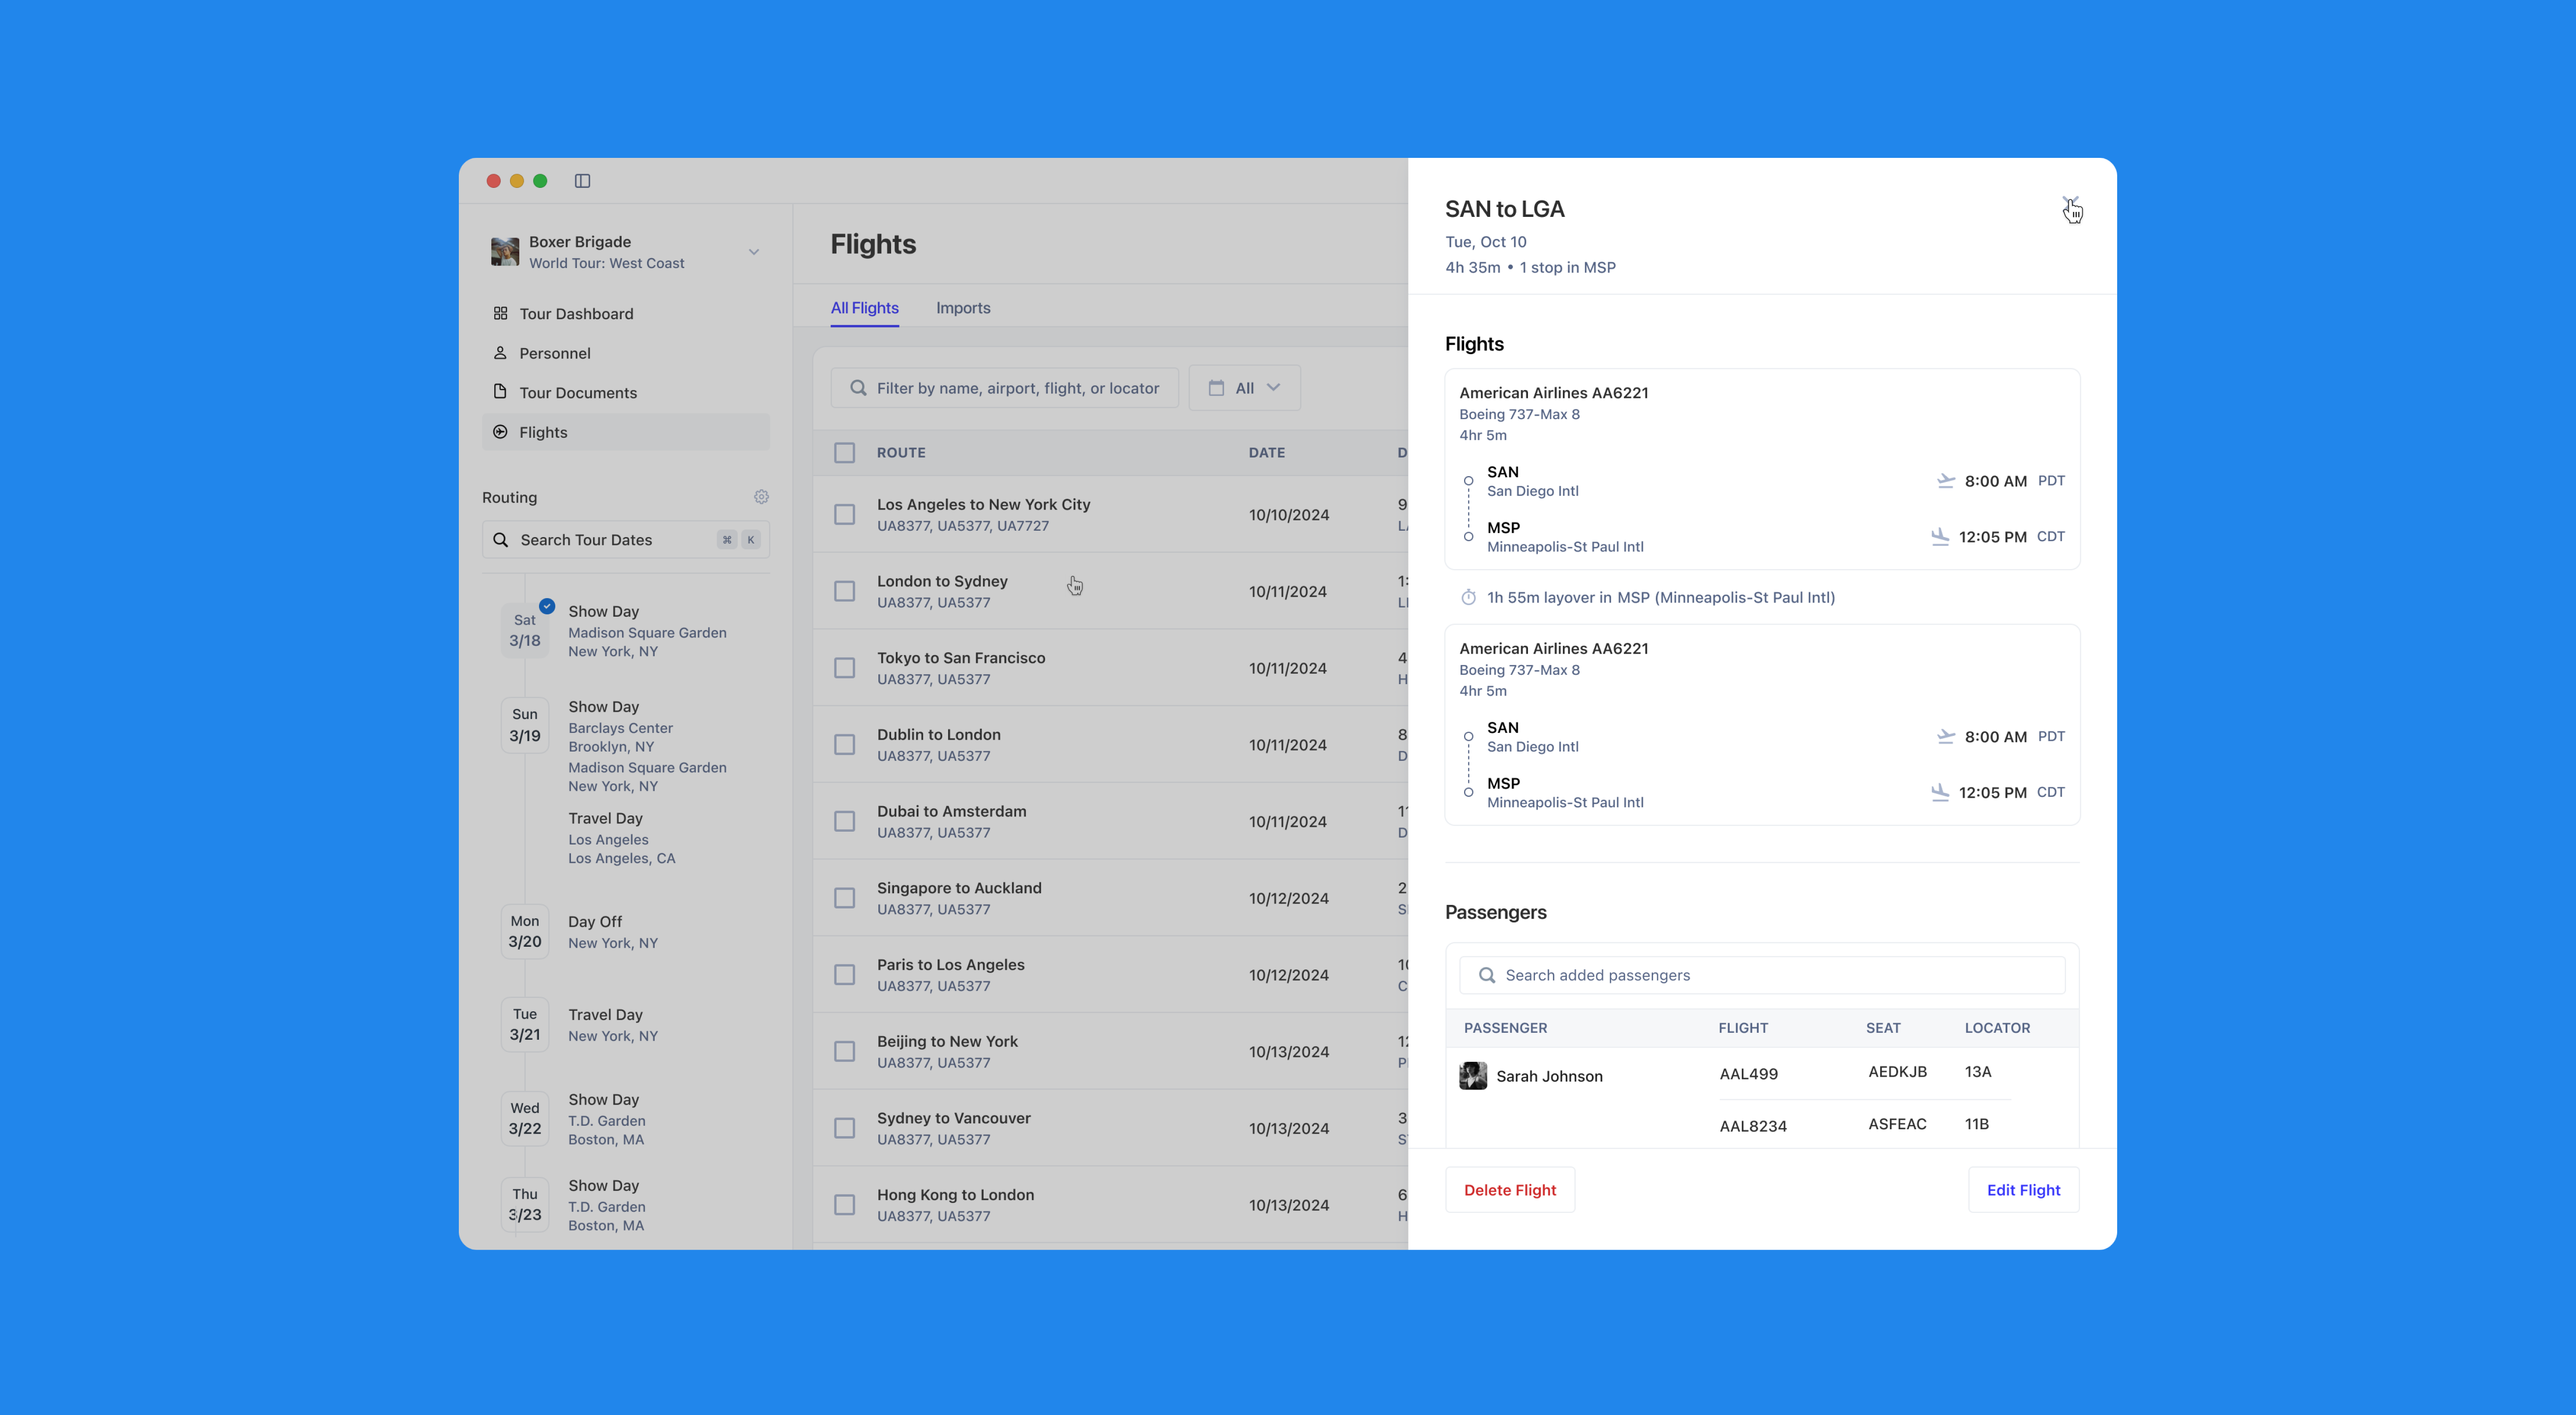 Boxer Brigade
World Tour: West Coast
Tour Dashboard
Personnel
Tour Documents
Flights
Routing
Search Tour Dates ⌘ K
Sat
3/18
Show Day
Madison Square Garden
New York, NY
Sun
3/19
Show Day
Barclays Center
Brooklyn, NY
Madison Square Garden
New York, NY
Travel Day
Los Angeles
Los Angeles, CA
Mon
3/20
Day Off
New York, NY
Tue
3/21
Travel Day
New York, NY
Wed
3/22
Show Day
T.D. Garden
Boston, MA
Thu
3/23
Show Day
T.D. Garden
Boston, MA
Flights
All Flights Imports
Filter by name, airport, flight, or locator All
ROUTE DATE
Los Angeles to New York City
UA8377, UA5377, UA7727
10/10/2024
London to Sydney
UA8377, UA5377
10/11/2024
Tokyo to San Francisco
UA8377, UA5377
10/11/2024
Dublin to London
UA8377, UA5377
10/11/2024
Dubai to Amsterdam
UA8377, UA5377
10/11/2024
Singapore to Auckland
UA8377, UA5377
10/12/2024
Paris to Los Angeles
UA8377, UA5377
10/12/2024
Beijing to New York
UA8377, UA5377
10/13/2024
Sydney to Vancouver
UA8377, UA5377
10/13/2024
Hong Kong to London
UA8377, UA5377
10/13/2024
SAN to LGA
Tue, Oct 10
4h 35m • 1 stop in MSP
Flights
American Airlines AA6221
Boeing 737-Max 8
4hr 5m
SAN
San Diego Intl
8:00 AM PDT
MSP
Minneapolis-St Paul Intl
12:05 PM CDT
1h 55m layover in MSP (Minneapolis-St Paul Intl)
American Airlines AA6221
Boeing 737-Max 8
4hr 5m
SAN
San Diego Intl
8:00 AM PDT
MSP
Minneapolis-St Paul Intl
12:05 PM CDT
Passengers
Search added passengers
PASSENGER FLIGHT SEAT LOCATOR
Sarah Johnson AAL499 AEDKJB 13A
AAL8234 ASFEAC 11B
Delete Flight Edit Flight